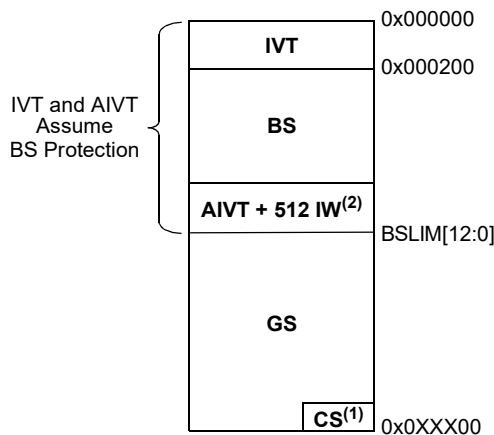 0x000000
IVT
0x000200
IVT and AIVT
Assume
BS Protection
BS
AIVT + 512 IW(2)
BSLIM[12:0]
GS
CS(1)
0x0XXX00